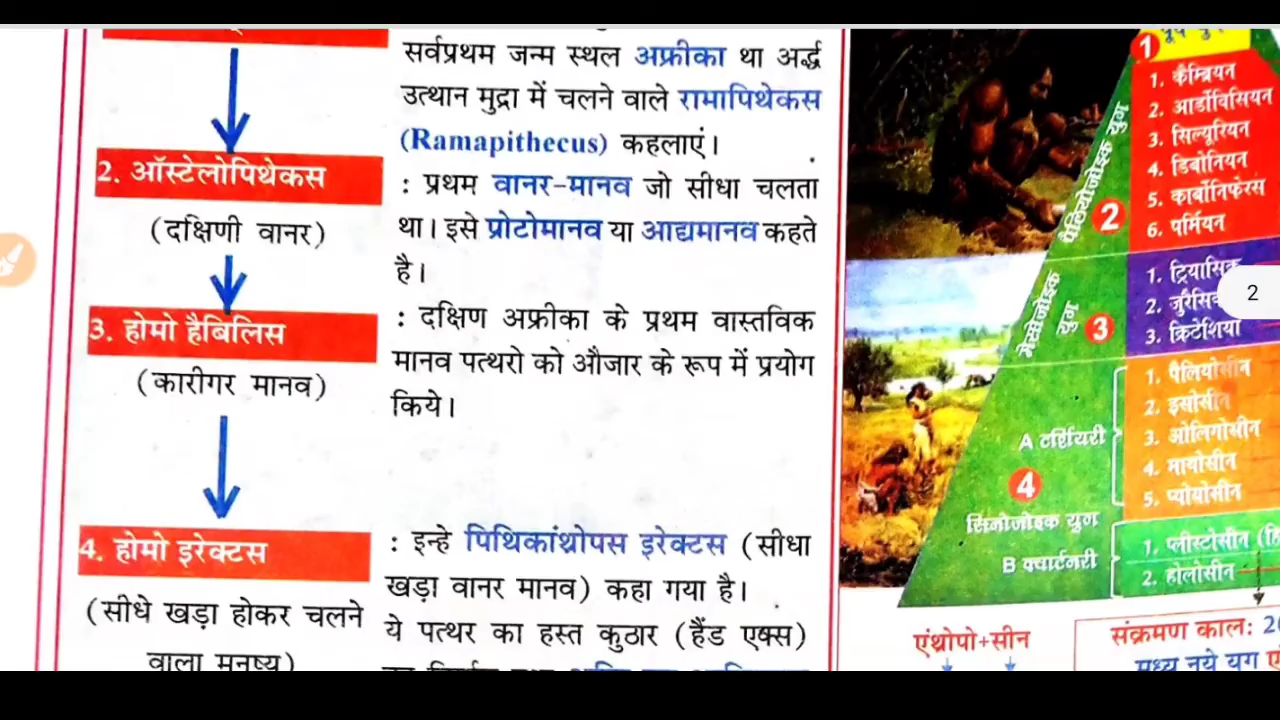 सर्वप्रथम जन्म स्थल अफ्रीका था अर्द्ध
उत्थान मुद्रा में चलने वाले रामापिथेकस
(Ramapithecus) कहलाएं।
2. ऑस्टेलोपिथेकस
(दक्षिणी वानर)
: प्रथम वानर-मानव जो सीधा चलता
था। इसे प्रोटोमानव या आद्यमानव कहते
है।
3. होमो हैबिलिस
(कारीगर मानव)
: दक्षिण अफ्रीका के प्रथम वास्तविक
मानव पत्थरो को औजार के रूप में प्रयोग
किये।
4. होमो इरेक्टस
(सीधे खड़ा होकर चलने
वाला मनुष्य)
: इन्हे पिथिकांथ्रोपस इरेक्टस (सीधा
खड़ा वानर मानव) कहा गया है।
ये पत्थर का हस्त कुठार (हैंड एक्स)
1
पैलियोजोइक युग
2
1. कैम्ब्रियन
2. आर्डोविसियन
3. सिल्यूरियन
4. डिबोनियन
5. कार्बोनिफेरस
6. पर्मियन
मेसोजोइक
युग
3
1. ट्रियासिक
2.
3. क्रिटेशिया
2
A टर्शियरी
4
सिनोजोइक युग
B क्वार्टनरी
1. पैलियोसीन
2. इसोसीन
3. ओलिगोसीन
4. मायोसीन
5. प्योयोसीन
1. प्लीस्टोसीन
2. होलोसीन
एंथ्रोपो+सीन
संक्रमण काल: 2
मध्य नये युग